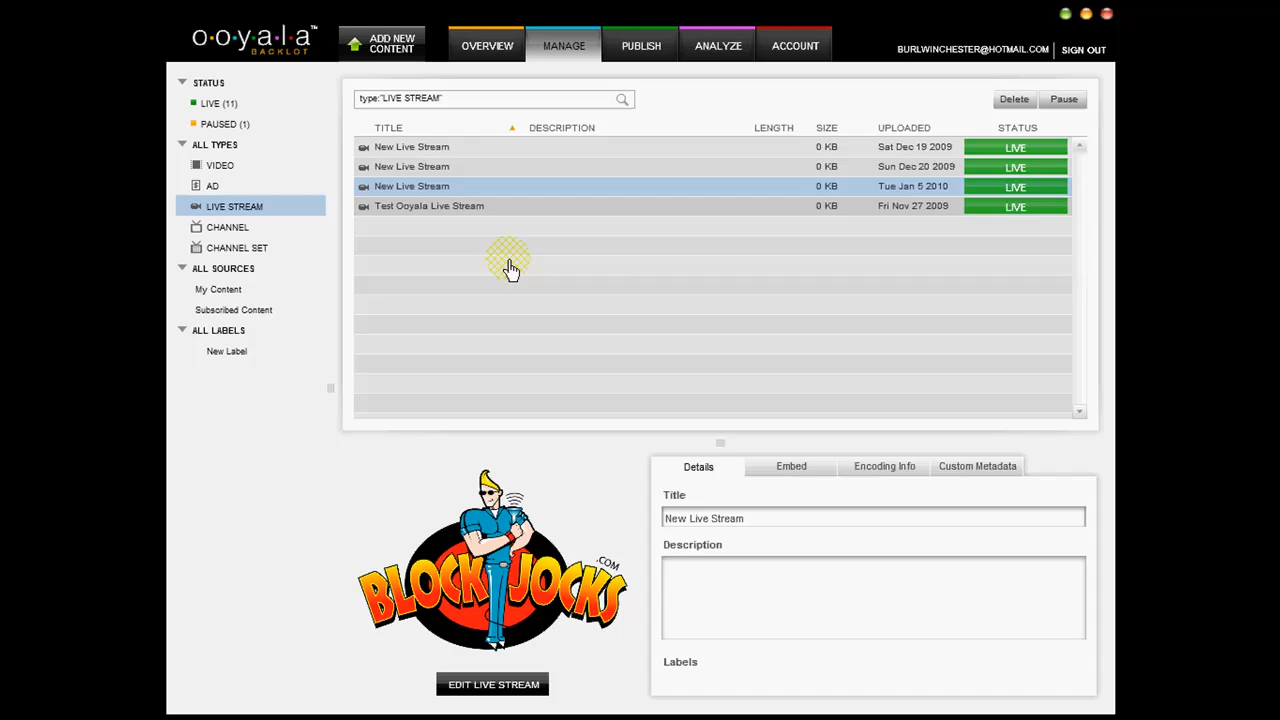 ooyala™
BACKLOT
ADD NEW
CONTENT
OVERVIEW
MANAGE
PUBLISH
ANALYZE
ACCOUNT
BURLWINCHESTER@HOTMAIL.COM
SIGN OUT
STATUS
LIVE (11)
PAUSED (1)
ALL TYPES
VIDEO
AD
LIVE STREAM
CHANNEL
CHANNEL SET
ALL SOURCES
My Content
Subscribed Content
ALL LABELS
New Label
type:"LIVE STREAM"
Delete
Pause
TITLE DESCRIPTION LENGTH SIZE UPLOADED STATUS
New Live Stream 0 KB Sat Dec 19 2009 LIVE
New Live Stream 0 KB Sun Dec 20 2009 LIVE
New Live Stream 0 KB Tue Jan 5 2010 LIVE
Test Ooyala Live Stream 0 KB Fri Nov 27 2009 LIVE
BLOCK JOCKS
.COM
EDIT LIVE STREAM
Details Embed Encoding Info Custom Metadata
Title
New Live Stream
Description
Labels